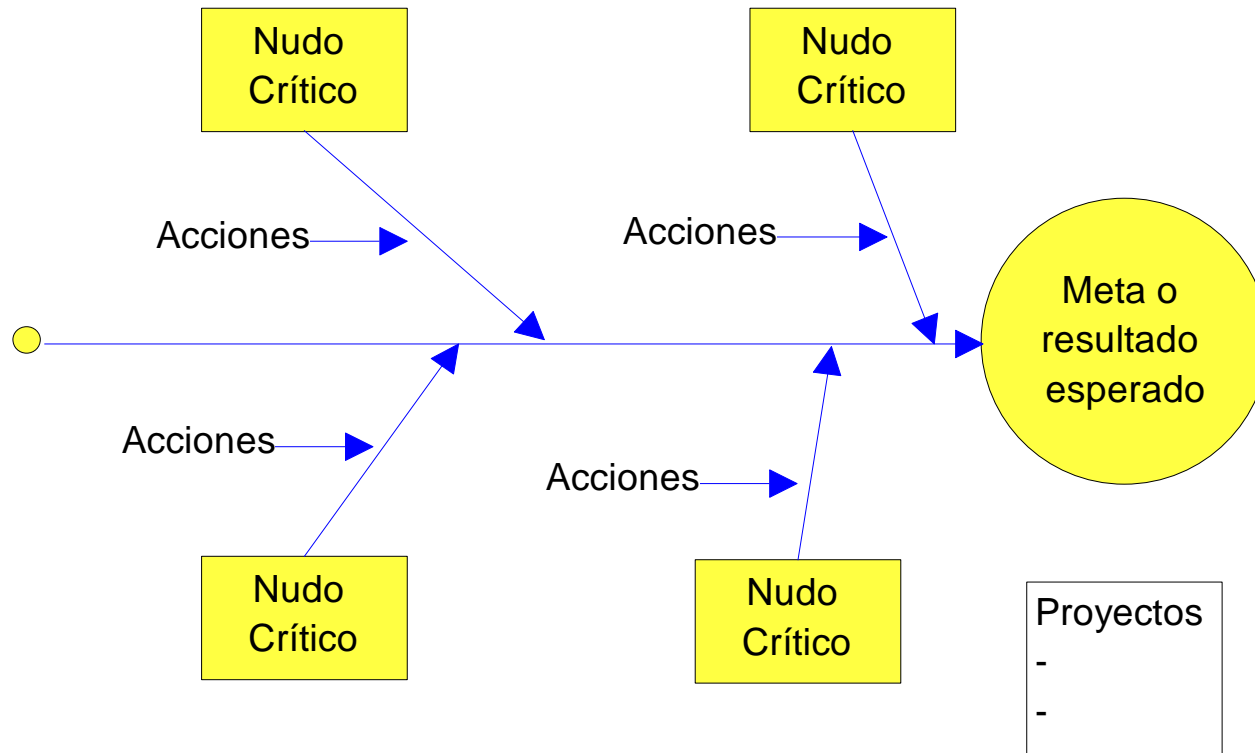 Nudo
Crítico
Nudo
Crítico
Acciones
Acciones
Meta o
resultado
esperado
Acciones
Acciones
Nudo
Crítico
Nudo
Crítico
Proyectos
-
-